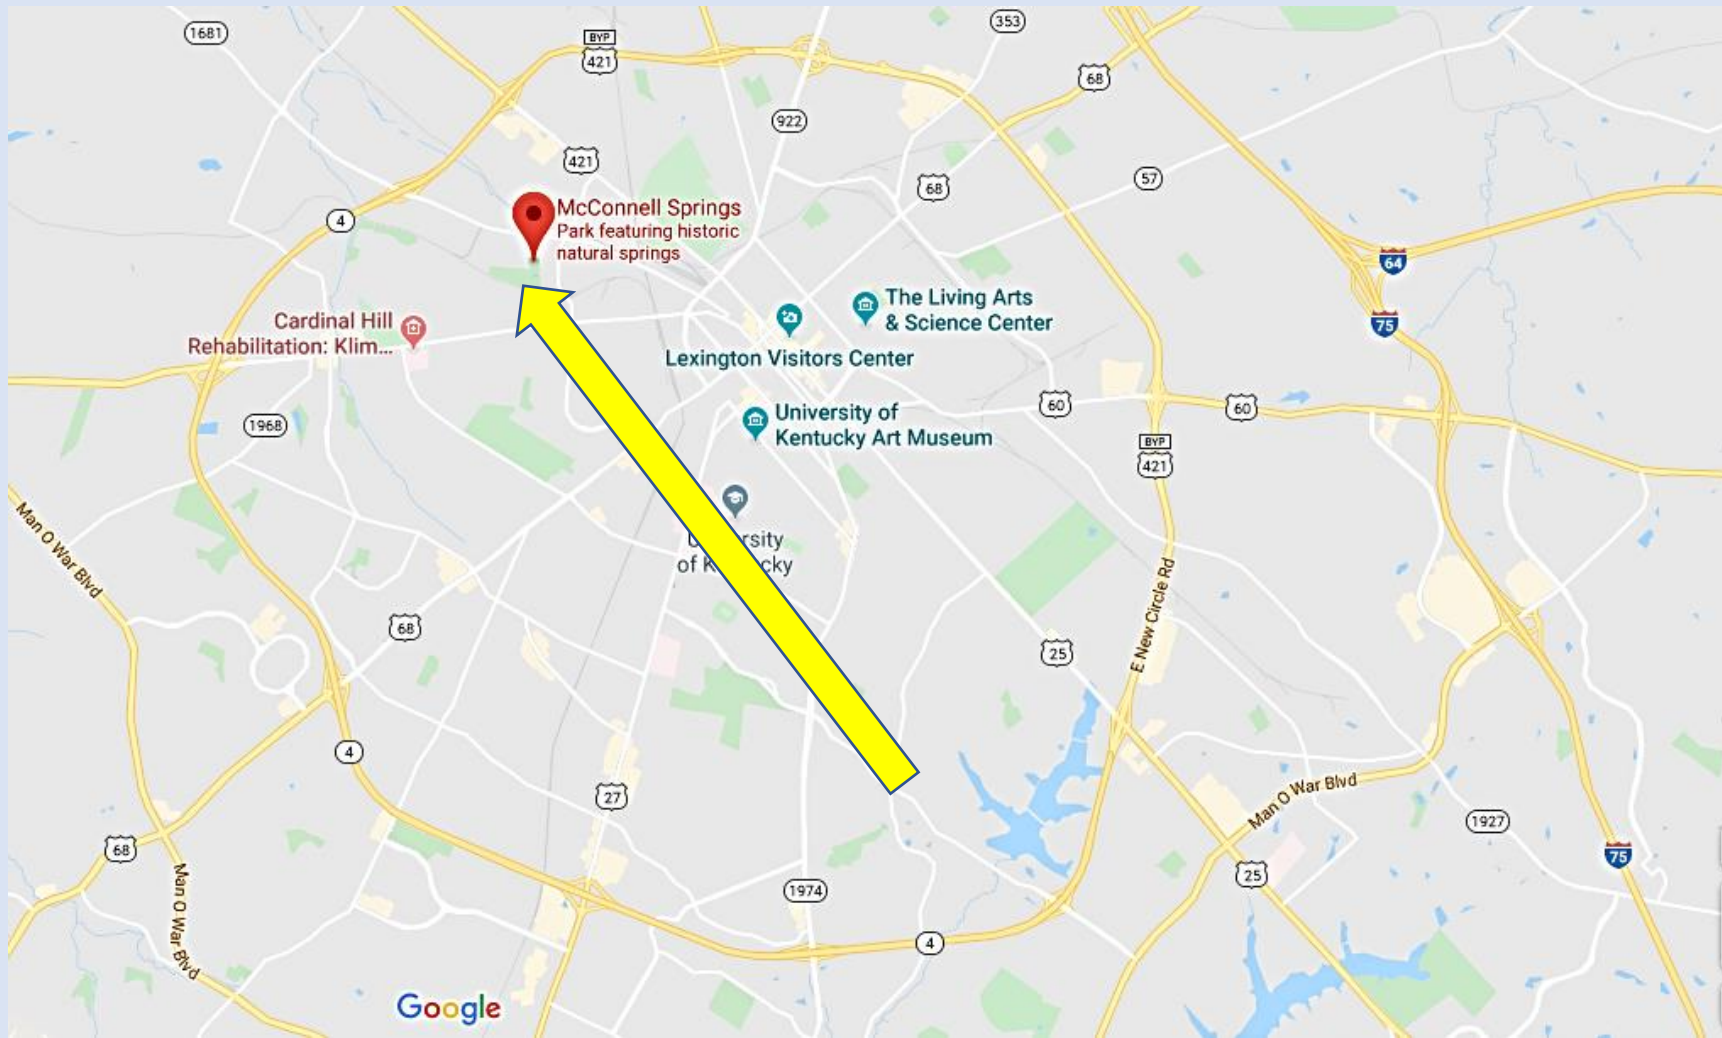 1681
353
BYP
421
68
922
421
57
68
4
McConnell Springs
Park featuring historic
natural springs
64
75
The Living Arts
& Science Center
Cardinal Hill
Rehabilitation: Klim...
Lexington Visitors Center
60
60
1968
University of
Kentucky Art Museum
BYP
421
Man O War Blvd
of
E New Circle Rd
68
25
4
27
Man O War Blvd
1927
68
75
25
Man O War Blvd
1974
4
Google